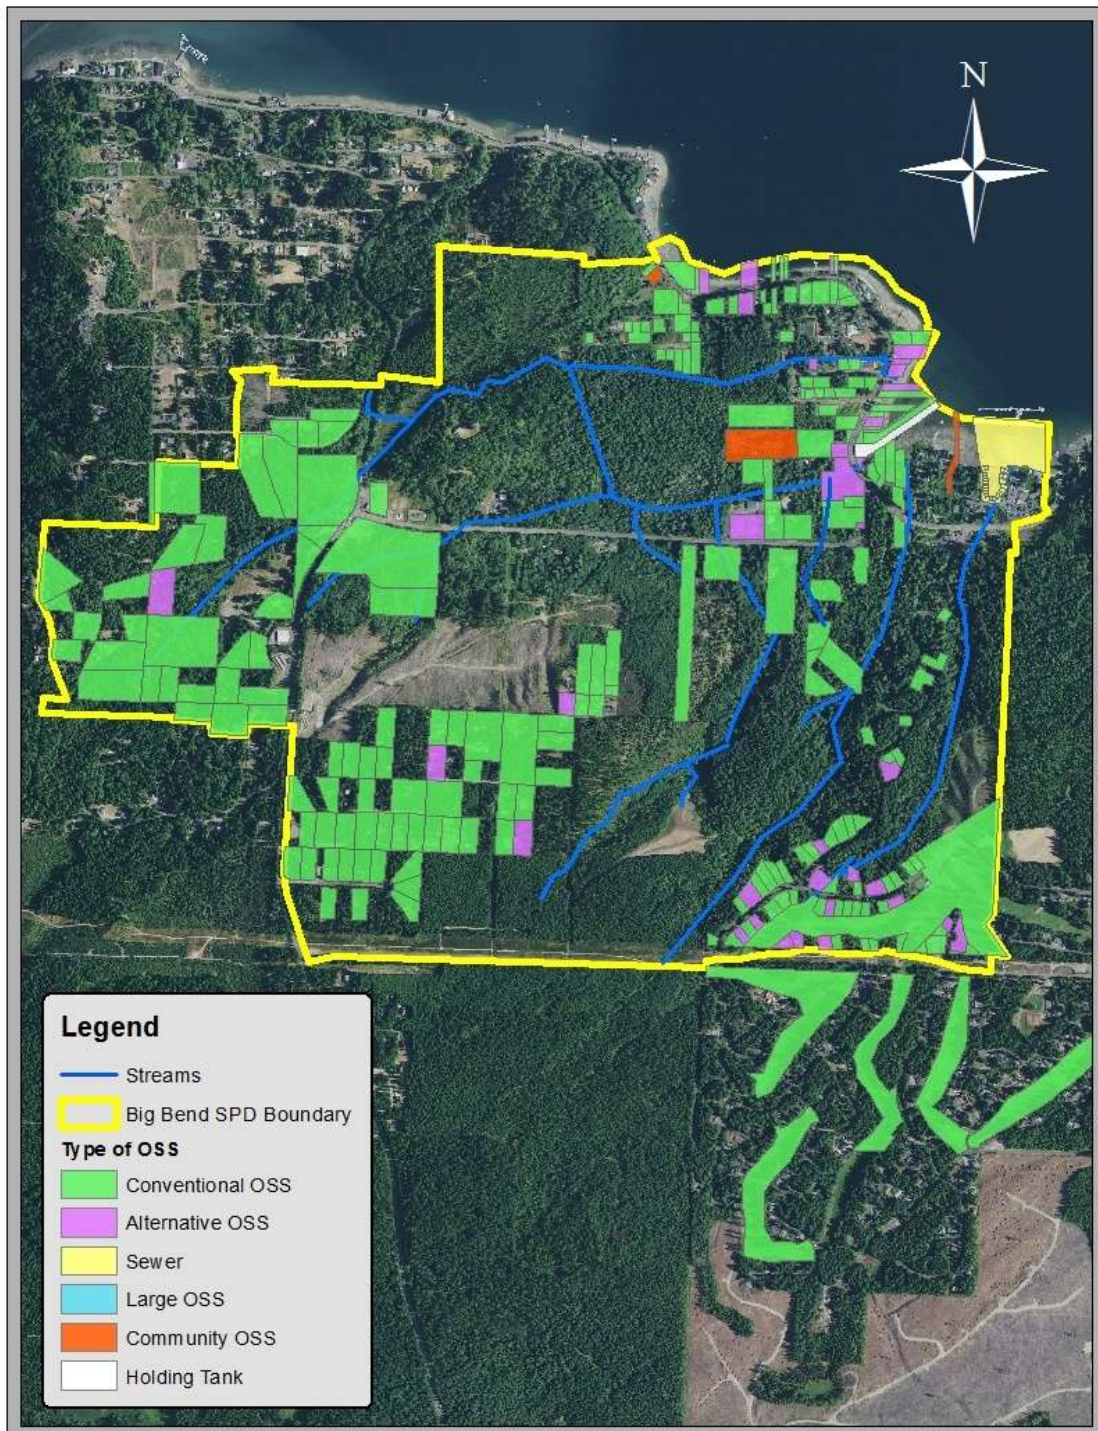 N
Legend
Streams
Big Bend SPD Boundary
Type of OSS
Conventional OSS
Alternative OSS
Sewer
Large OSS
Community OSS
Holding Tank